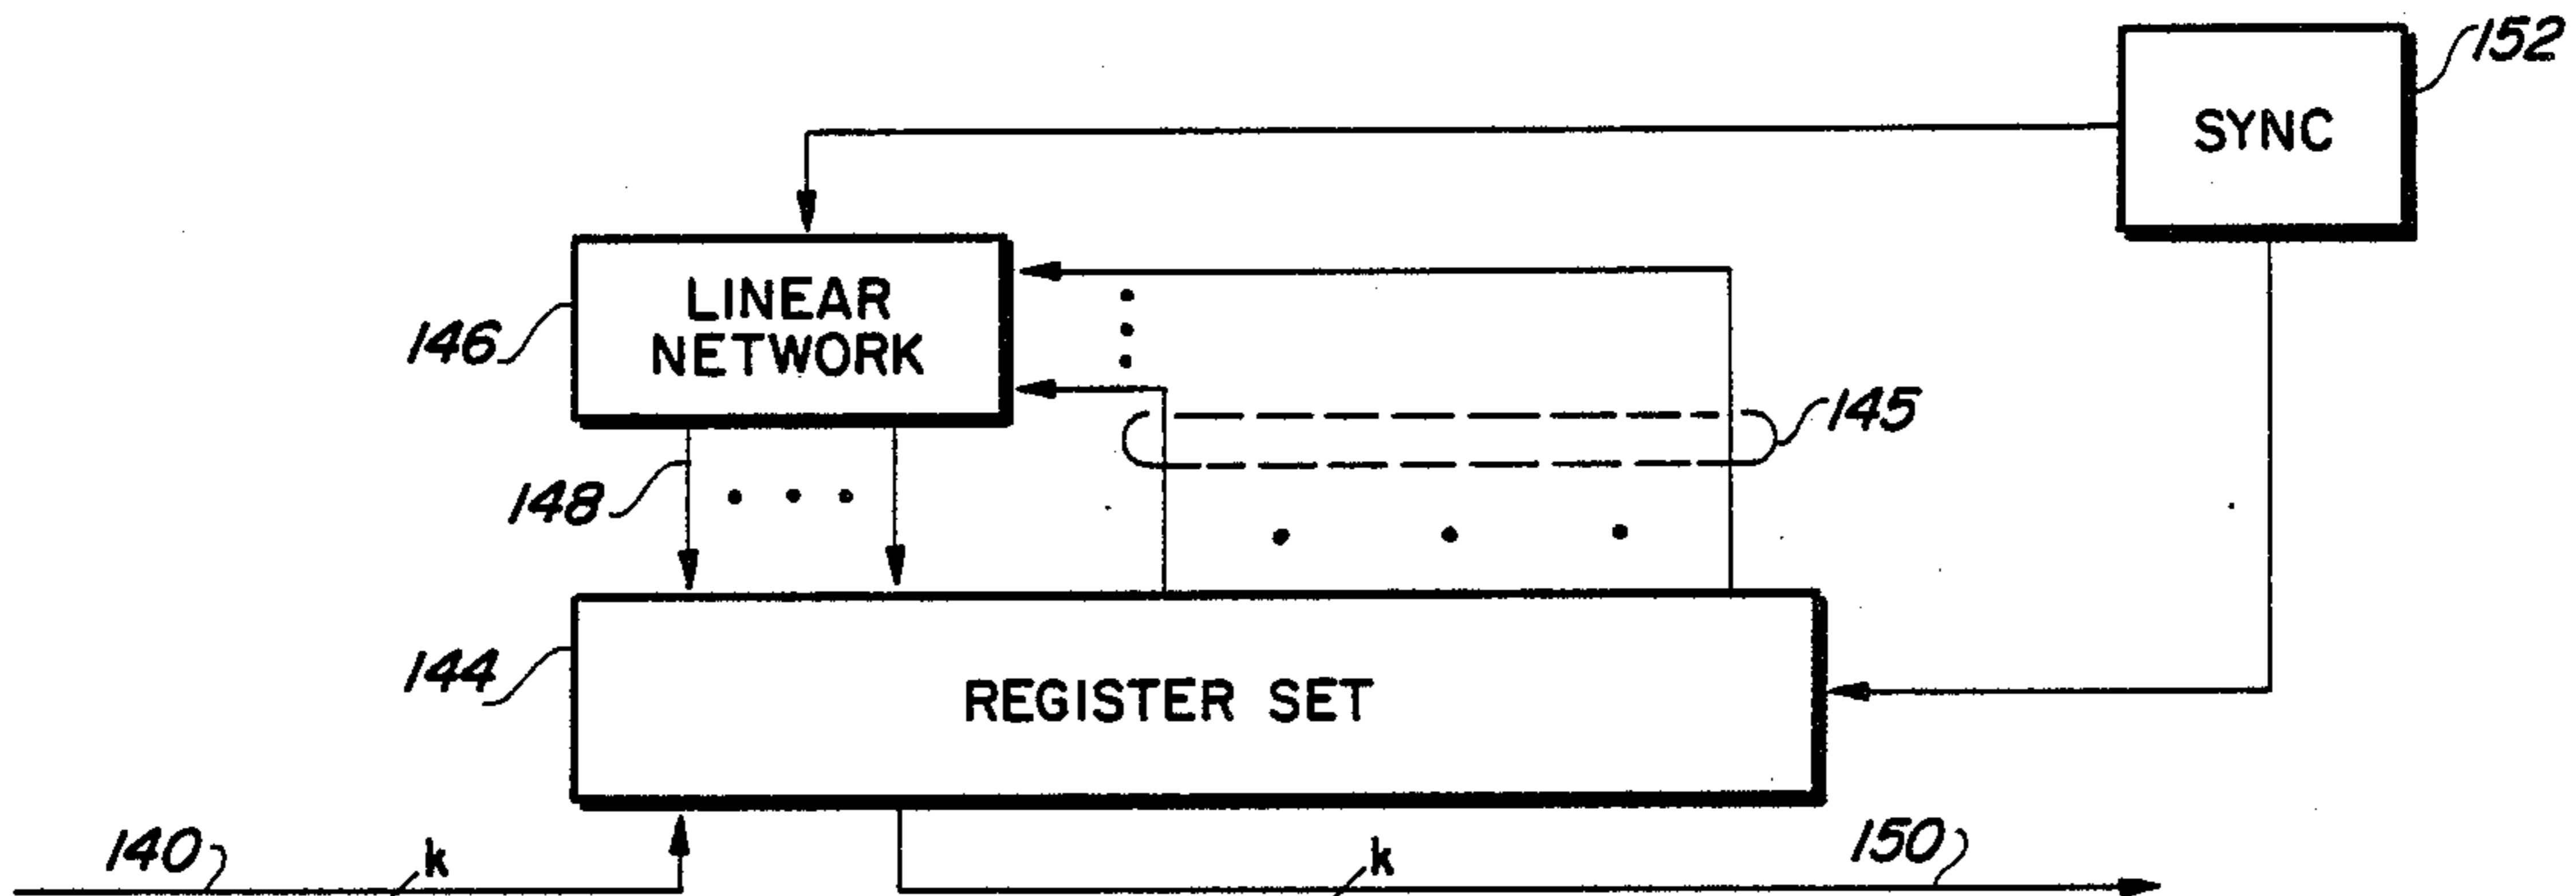 152
SYNC
LINEAR
NETWORK
146
145
148
144
REGISTER SET
140
k
k
150